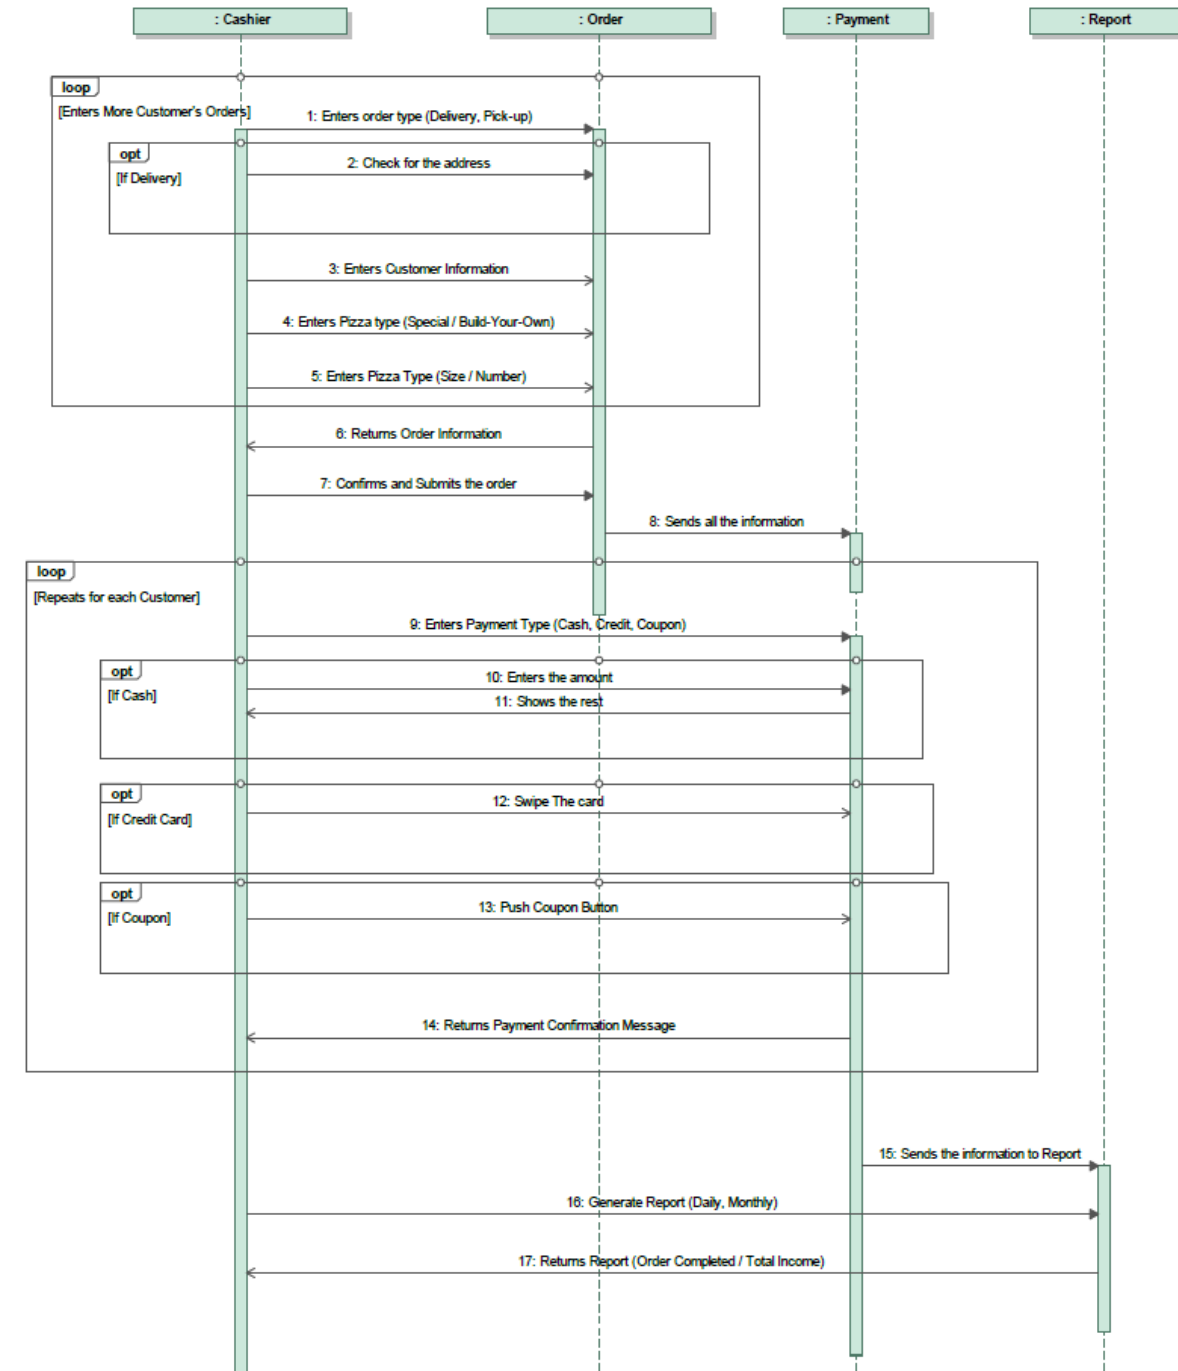 : Cashier
: Order
: Payment
: Report
loop
[Enters More Customer's Orders]
1: Enters order type (Delivery, Pick-up)
opt
2: Check for the address
[If Delivery]
3: Enters Customer Information
4: Enters Pizza type (Special / Build-Your-Own)
5: Enters Pizza Type (Size / Number)
6: Returns Order Information
7: Confirms and Submits the order
8: Sends all the information
loop
[Repeats for each Customer]
9: Enters Payment Type (Cash, Credit, Coupon)
opt
10: Enters the amount
[If Cash]
11: Shows the rest
opt
12: Swipe The card
[If Credit Card]
opt
13: Push Coupon Button
[If Coupon]
14: Returns Payment Confirmation Message
15: Sends the information to Report
16: Generate Report (Daily, Monthly)
17: Returns Report (Order Completed / Total Income)